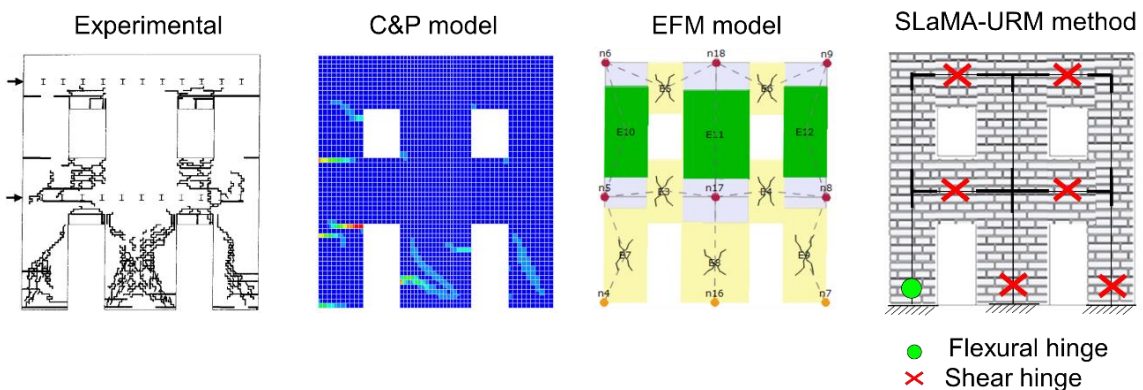 Experimental
C&P model
EFM model
SLaMA-URM method
n6
n18
n9
E5
E6
E10
E11
E12
n5
E3
n17
E4
n8
E7
E8
E9
n4
n16
n7
Flexural hinge
Shear hinge